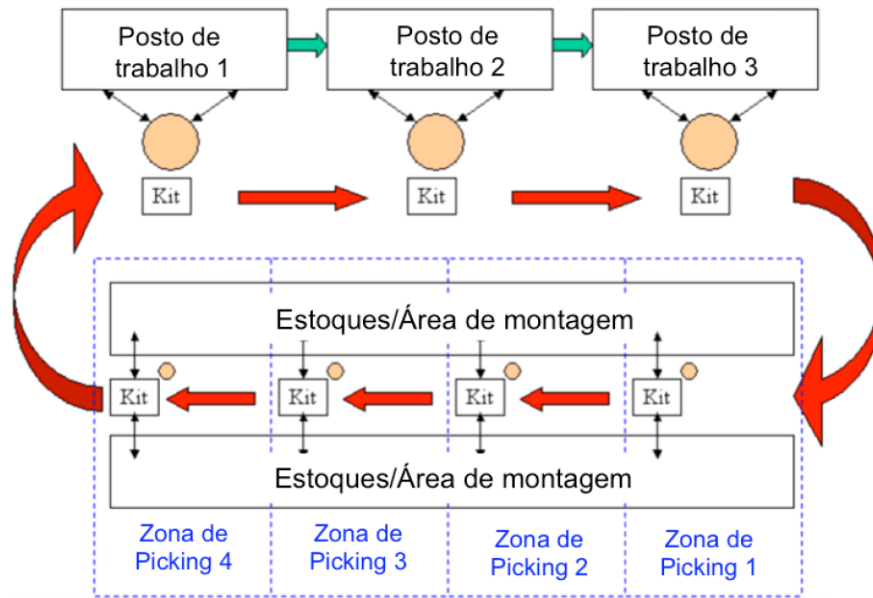 Posto de
trabalho 1
Posto de
trabalho 2
Posto de
trabalho 3
Kit
Kit
Kit
Estoques/Área de montagem
Kit
Kit
Kit
Kit
Estoques/Área de montagem
Zona de
Picking 4
Zona de
Picking 3
Zona de
Picking 2
Zona de
Picking 1